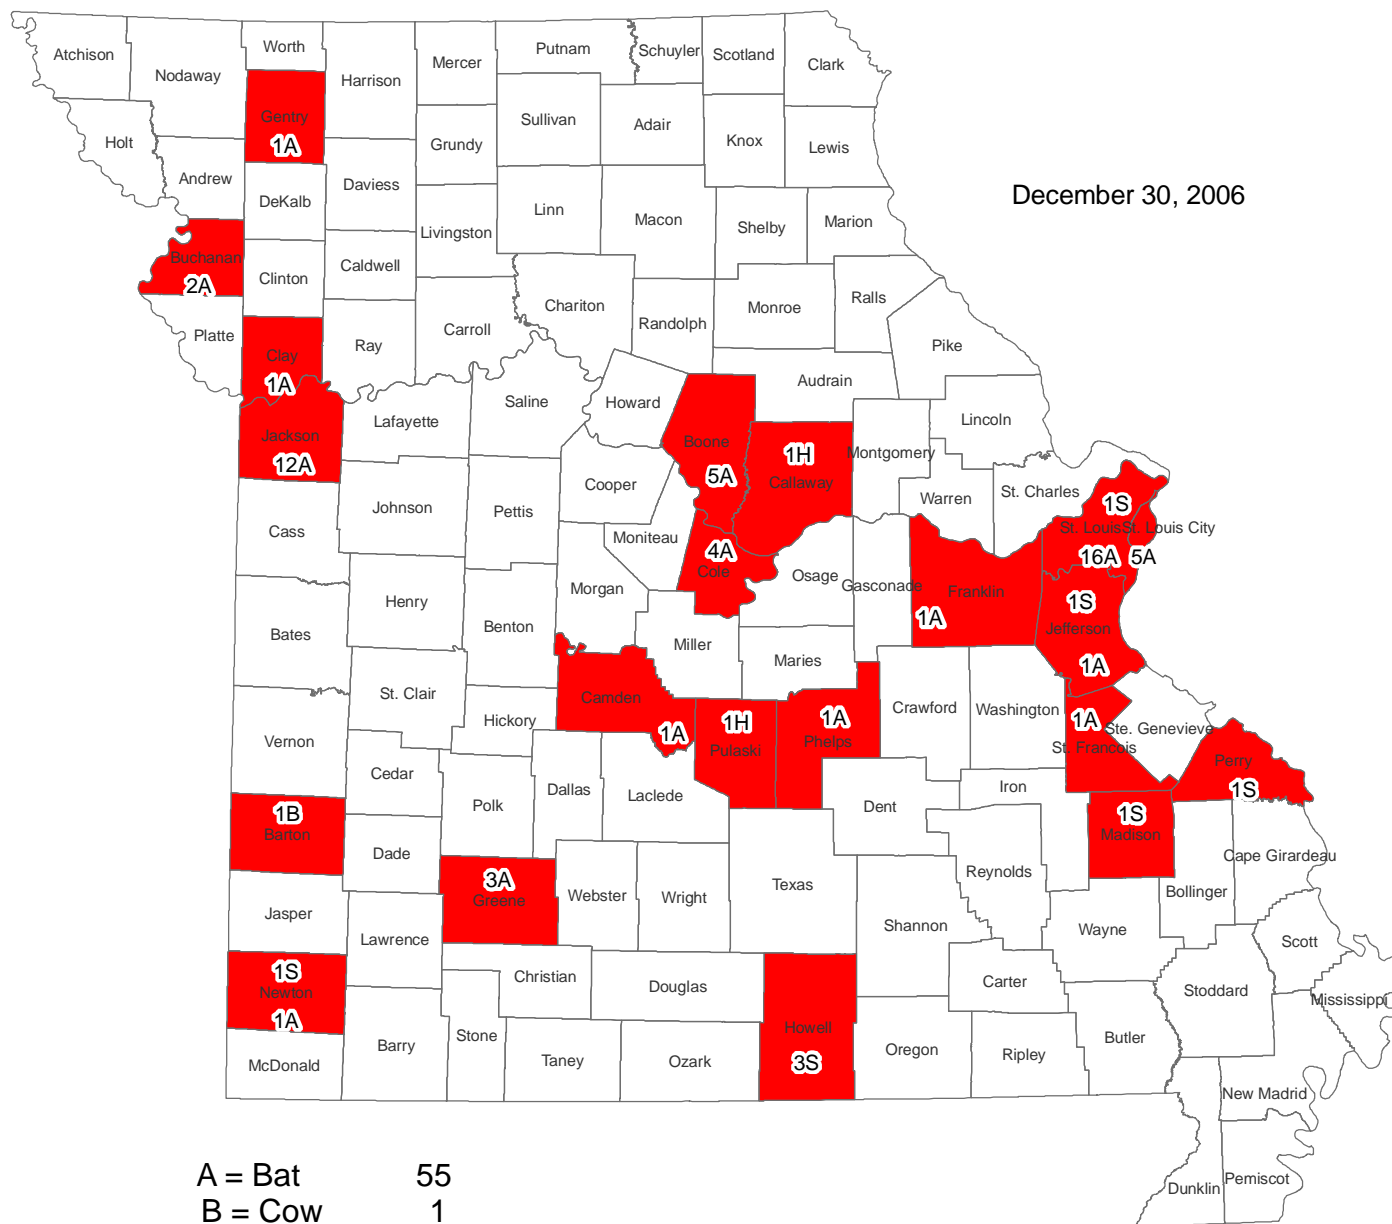 Atchison
Nodaway
Worth
Harrison
Mercer
Putnam
Schuyler
Scotland
Clark
Gentry
1A
Holt
Andrew
DeKalb
Daviess
Grundy
Sullivan
Adair
Knox
Lewis
December 30, 2006
Buchanan
2A
Clinton
Caldwell
Livingston
Linn
Macon
Shelby
Marion
Platte
Clay
1A
Ray
Carroll
Chariton
Randolph
Monroe
Ralls
Pike
Audrain
Jackson
12A
Lafayette
Saline
Howard
Boone
5A
1H
Callaway
Montgomery
Lincoln
Warren
St. Charles
1S
St. Louis
16A
St. Louis City
5A
Cass
Johnson
Pettis
Cooper
Moniteau
4A
Cole
Osage
Gasconade
Franklin
1A
1S
Jefferson
1A
Bates
Henry
Benton
Morgan
Miller
Maries
Crawford
Washington
St. Clair
Hickory
Camden
1A
1H
Pulaski
1A
Phelps
1A
St. Francois
Ste. Genevieve
Perry
1S
Vernon
Cedar
Polk
Dallas
Laclede
Dent
Iron
1S
Madison
1B
Barton
Dade
3A
Greene
Webster
Wright
Texas
Reynolds
Bollinger
Cape Girardeau
Jasper
Lawrence
Christian
Douglas
Shannon
Wayne
Scott
1S
Newton
1A
Stone
Howell
3S
Carter
Stoddard
Mississippi
McDonald
Barry
Taney
Ozark
Oregon
Ripley
Butler
New Madrid
Dunklin
Pemiscot
A = Bat 55
B = Cow 1